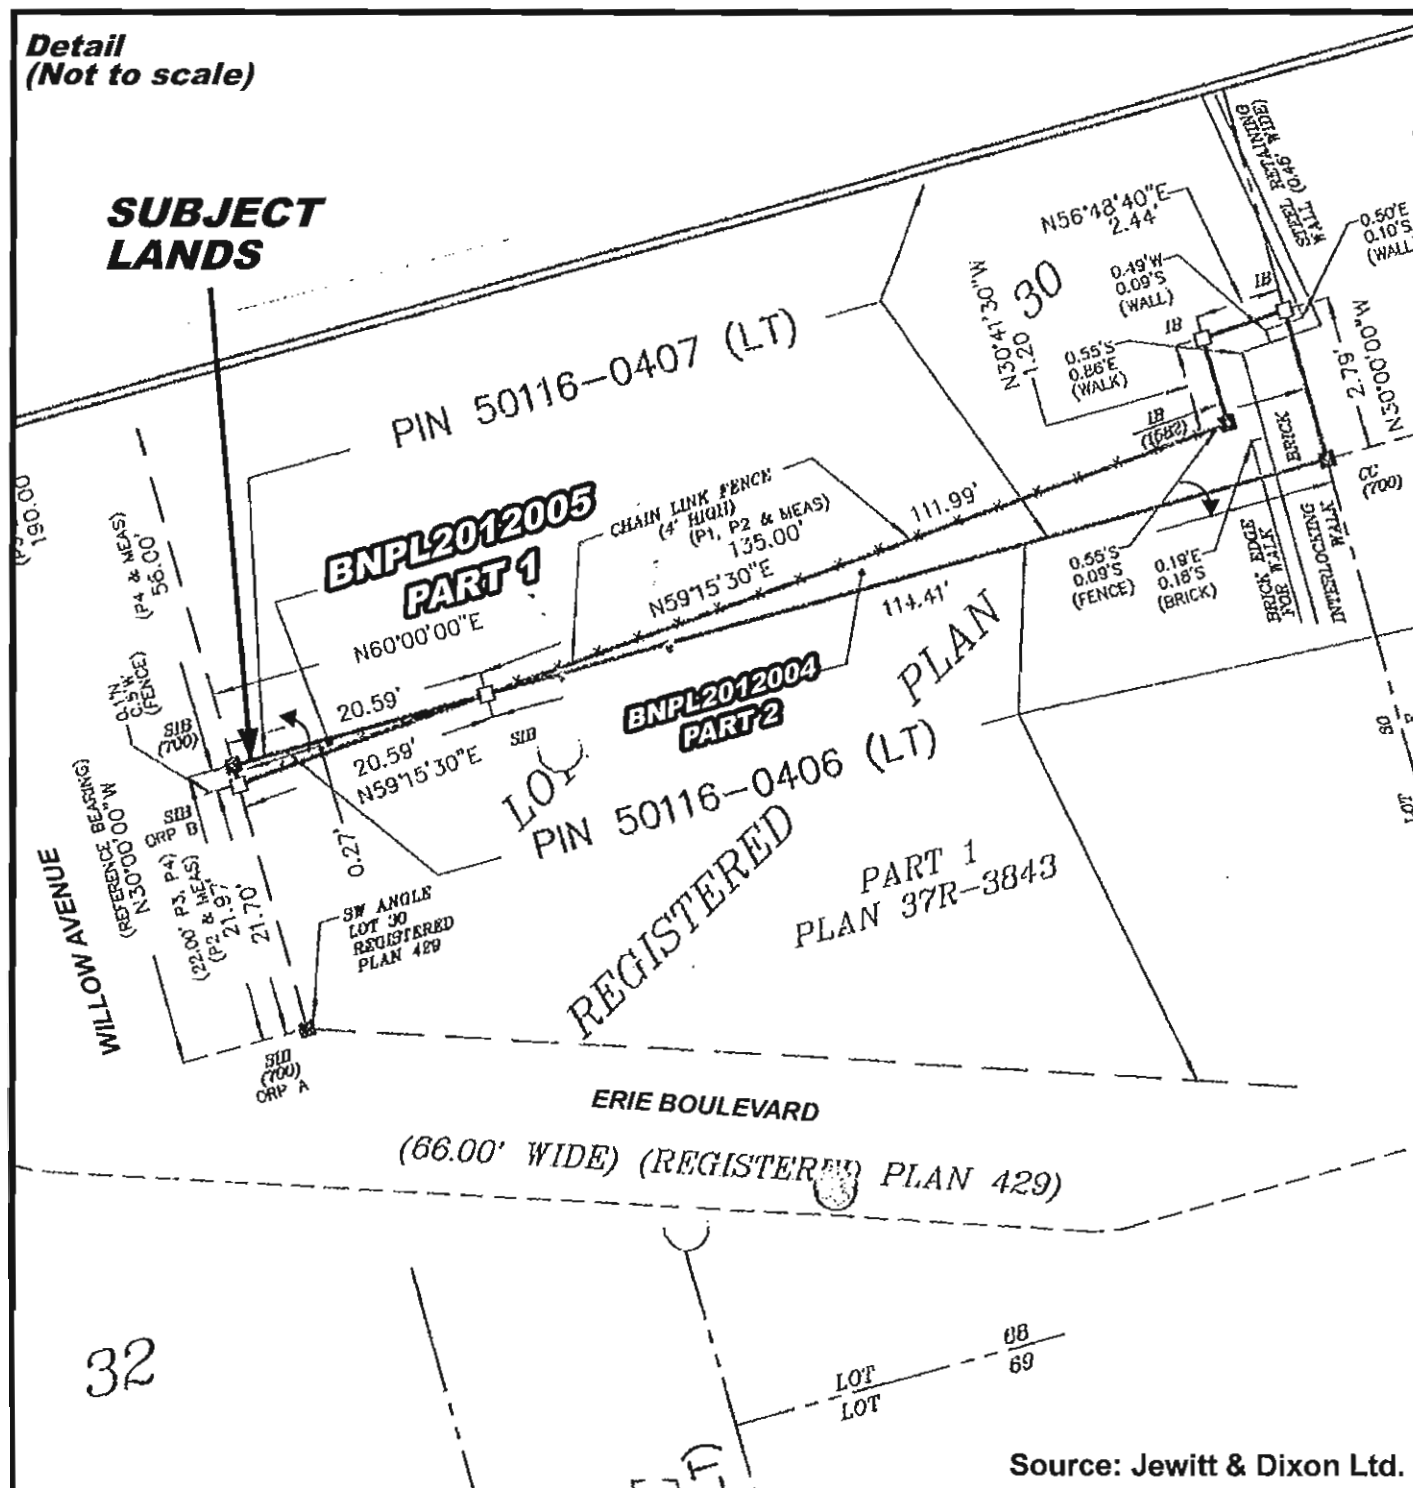 Detail
(Not to scale)
SUBJECT
LANDS
PIN 50116-0407 (LT)
BNPL2012005
PART 1
N60°00'00"E
20.59'
20.59'
N59°15'30"E
0.27'
CHAIN LINK FENCE
(4' HIGH)
(P1, P2 & MEAS)
135.00'
N59°15'30"E
111.99'
114.41'
BNPL2012004
PART 2
N56°48'40"E
2.44'
30
N30°41'30"W
1.20
0.49'W
0.09'S
(WALL)
0.55'S
0.86'E
(WALK)
IB
IB
IB
(1682)
STEEL RETAINING
WALL (0.45' WIDE)
0.50'E
0.10'S
N30°00'00"W
2.79'
(700)
BRICK
INTERLOCKING
WALK
BRICK EDGE
FOR WALK
0.19'E
0.18'S
(BRICK)
0.09'S
(FENCE)
190.00'
(P4 & MEAS)
56.00'
0.1'N
(FENCE)
SIB
(700)
SIB
ORP B
SIB
(REFERENCE BEARING)
N30°00'00"W
(22.00' P3, P4)
(P2 & MEAS)
21.97'
21.70'
WILLOW AVENUE
SW ANGLE
LOT 30
REGISTERED
PLAN 429
SIB
(700)
ORP A
LOT
PIN 50116-0406 (LT)
REGISTERED
PLAN
PART 1
PLAN 37R-3843
ERIE BOULEVARD
(66.00' WIDE) (REGISTERED PLAN 429)
32
LOT 68
LOT 69
LOT
Source: Jewitt & Dixon Ltd.